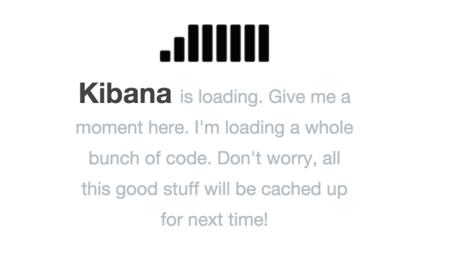 Kibana is loading. Give me a
moment here. I'm loading a whole
bunch of code. Don't worry, all
this good stuff will be cached up
for next time!